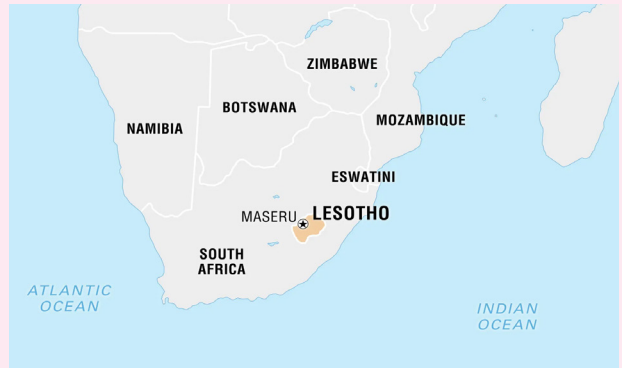 ZIMBABWE
BOTSWANA
MOZAMBIQUE
NAMIBIA
ESWATINI
MASERU
LESOTHO
SOUTH
AFRICA
ATLANTIC
OCEAN
INDIAN
OCEAN